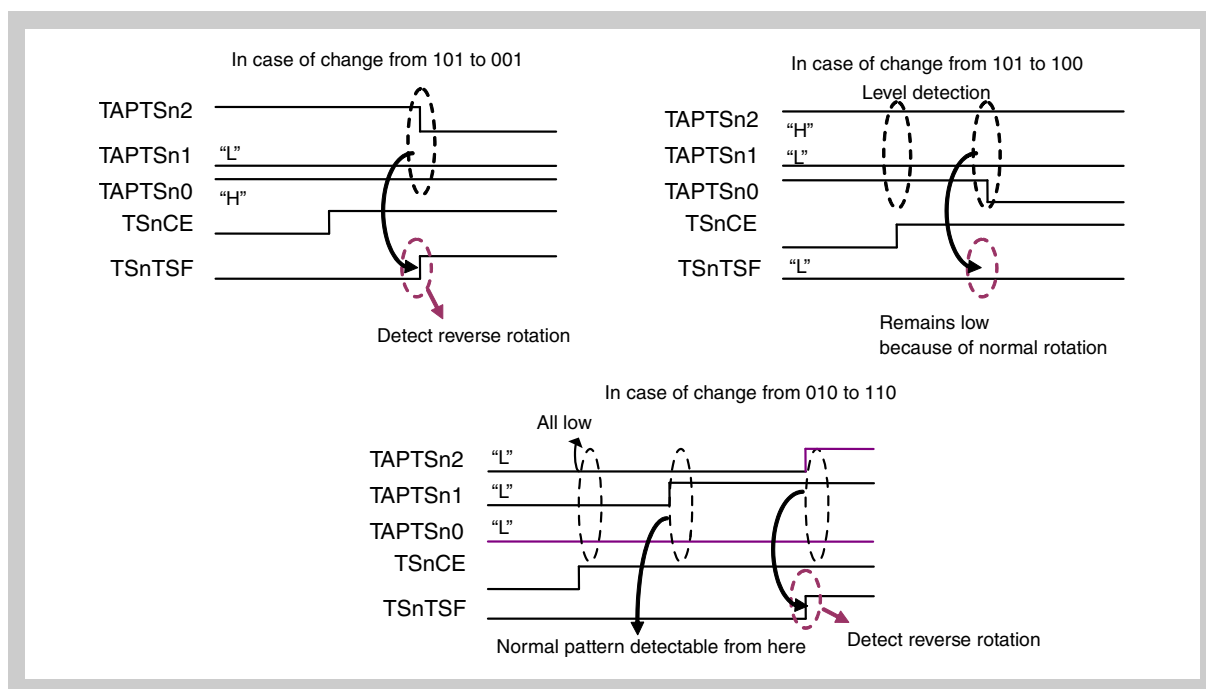 In case of change from 101 to 001
TAPTSn2
TAPTSn1 “L”
TAPTSn0 “H”
TSnCE
TSnTSF
Detect reverse rotation
In case of change from 101 to 100
Level detection
TAPTSn2 “H”
TAPTSn1 “L”
TAPTSn0
TSnCE
TSnTSF “L”
Remains low
because of normal rotation
In case of change from 010 to 110
All low
TAPTSn2 “L”
TAPTSn1 “L”
TAPTSn0 “L”
TSnCE
TSnTSF
Normal pattern detectable from here
Detect reverse rotation